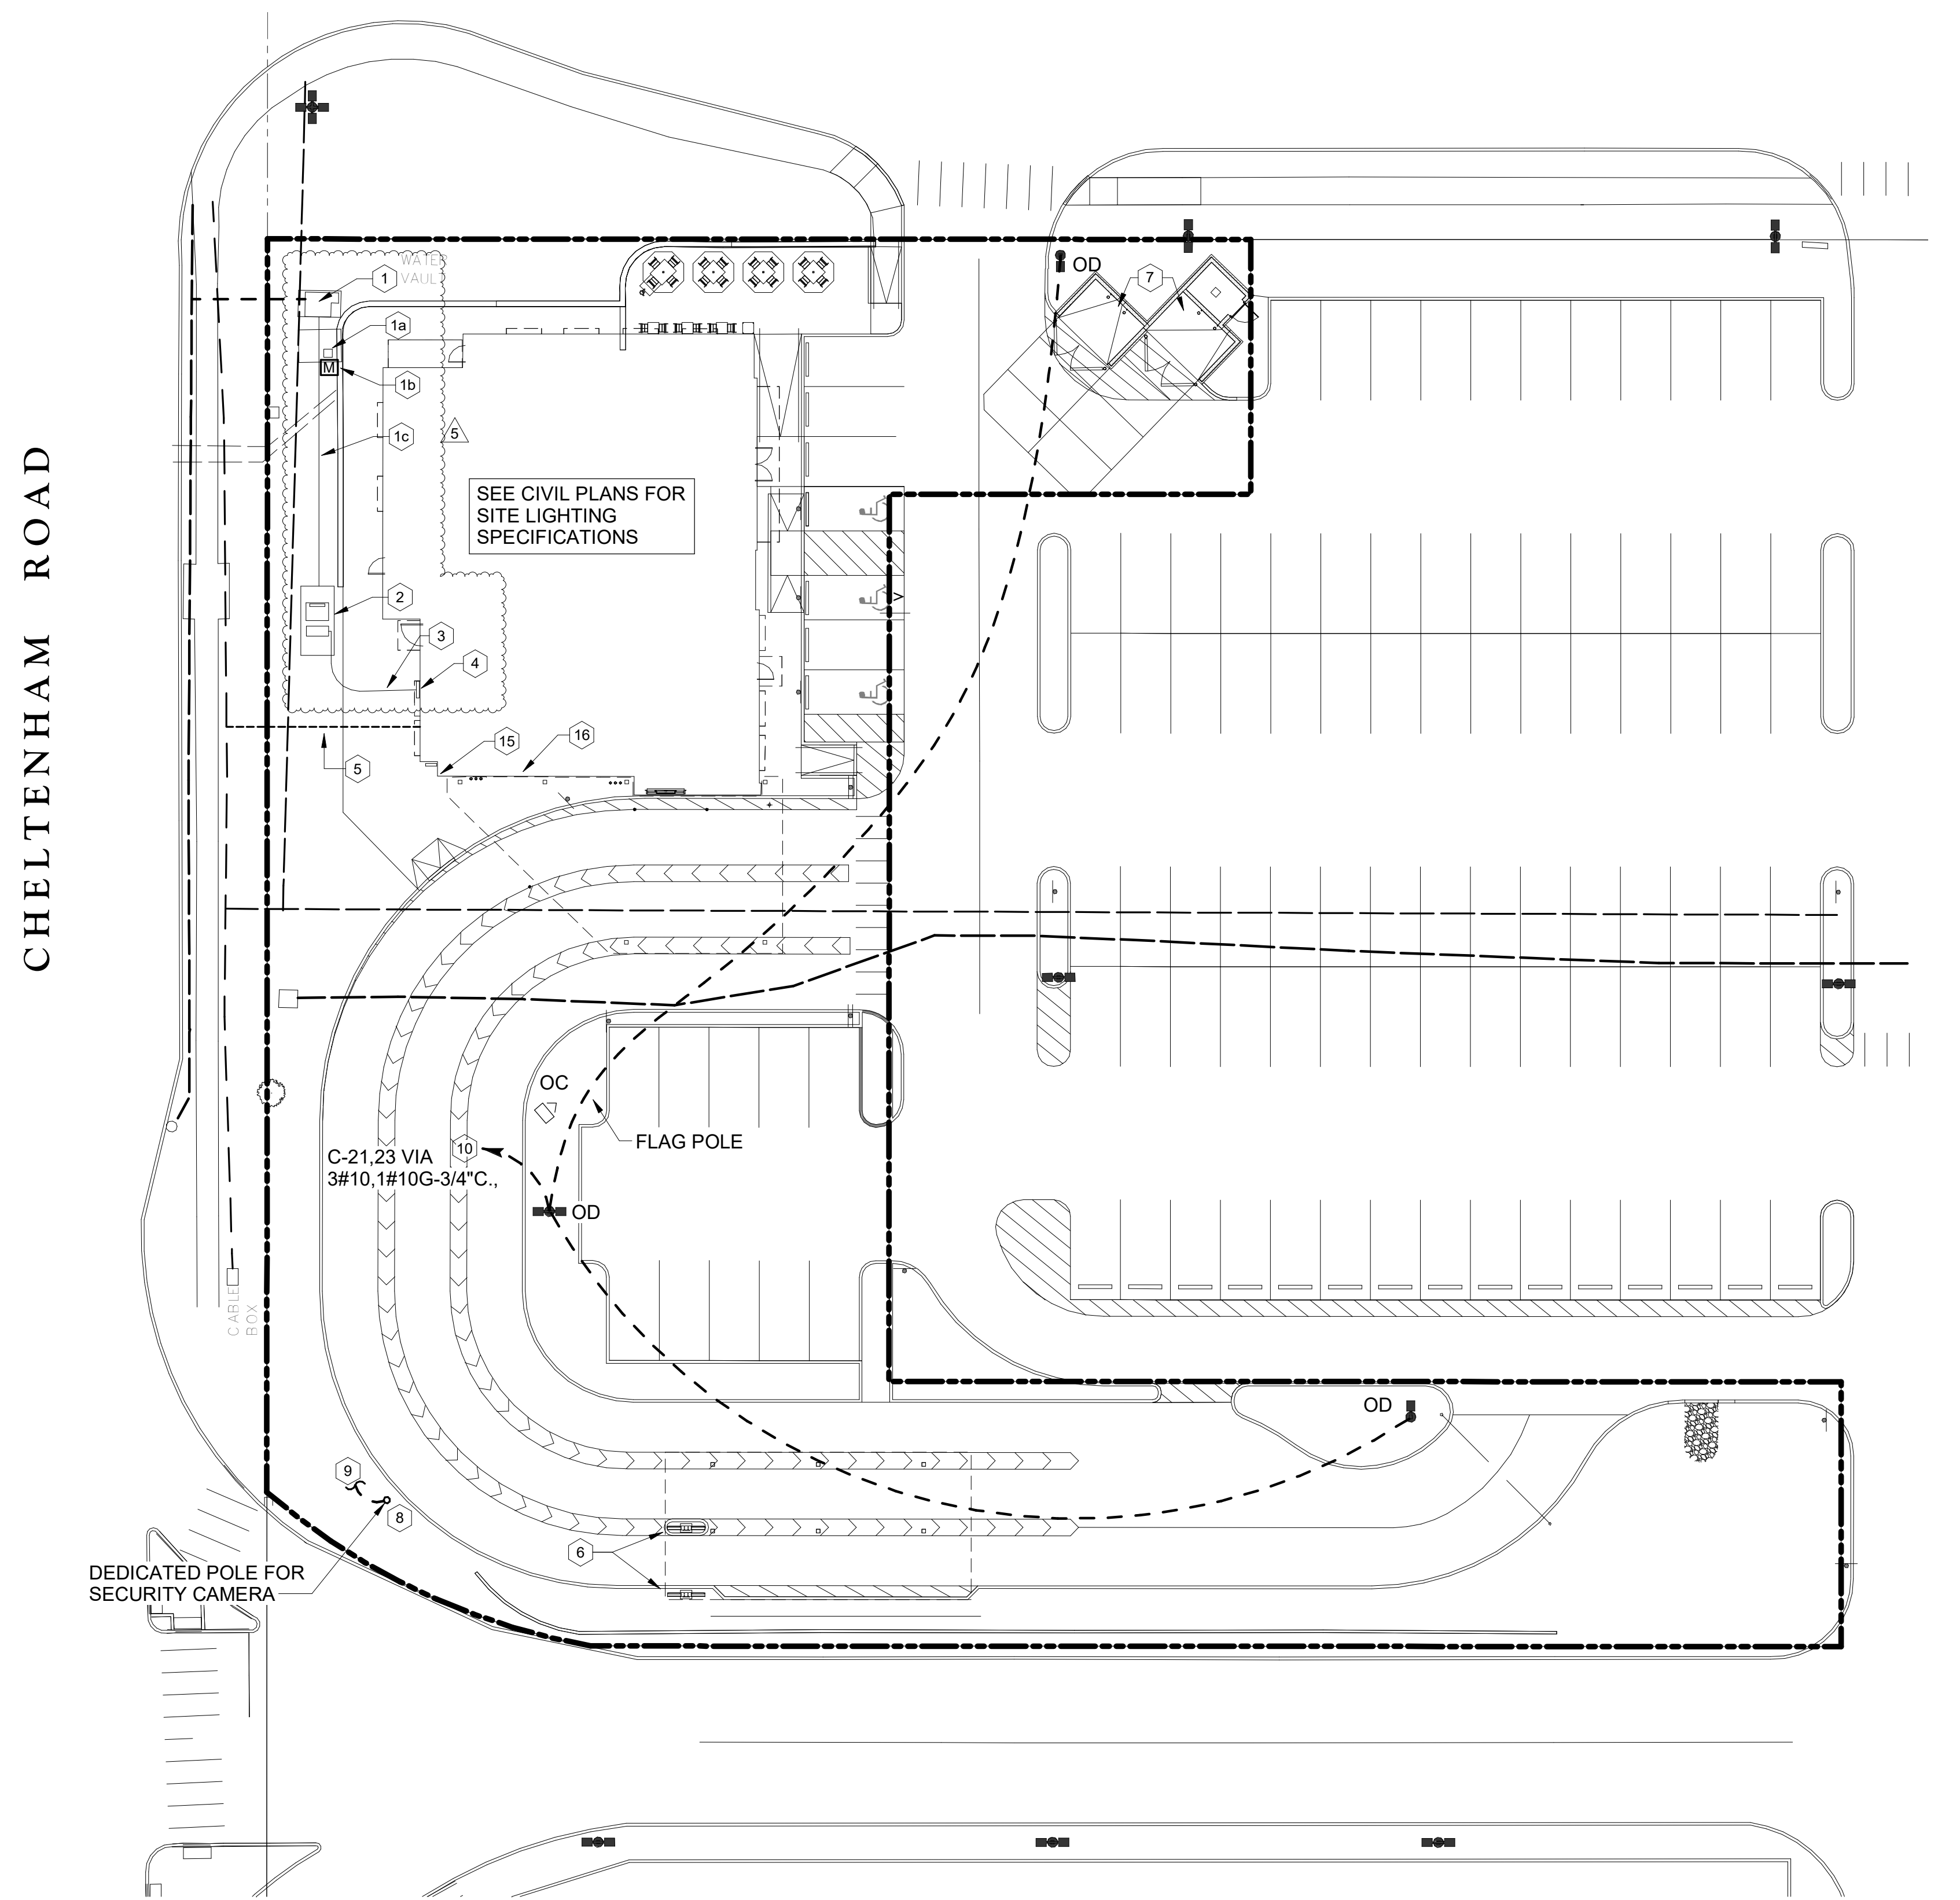 CHELTENHAM ROAD
WATER
VAULT
1
1a
M
1b
1c
5
SEE CIVIL PLANS FOR
SITE LIGHTING
SPECIFICATIONS
2
3
4
15
16
5
OD
7
OC
FLAG POLE
10
C-21,23 VIA
3#10,1#10G-3/4"C.,
OD
CABLE
BOX
OD
9
8
6
DEDICATED POLE FOR
SECURITY CAMERA